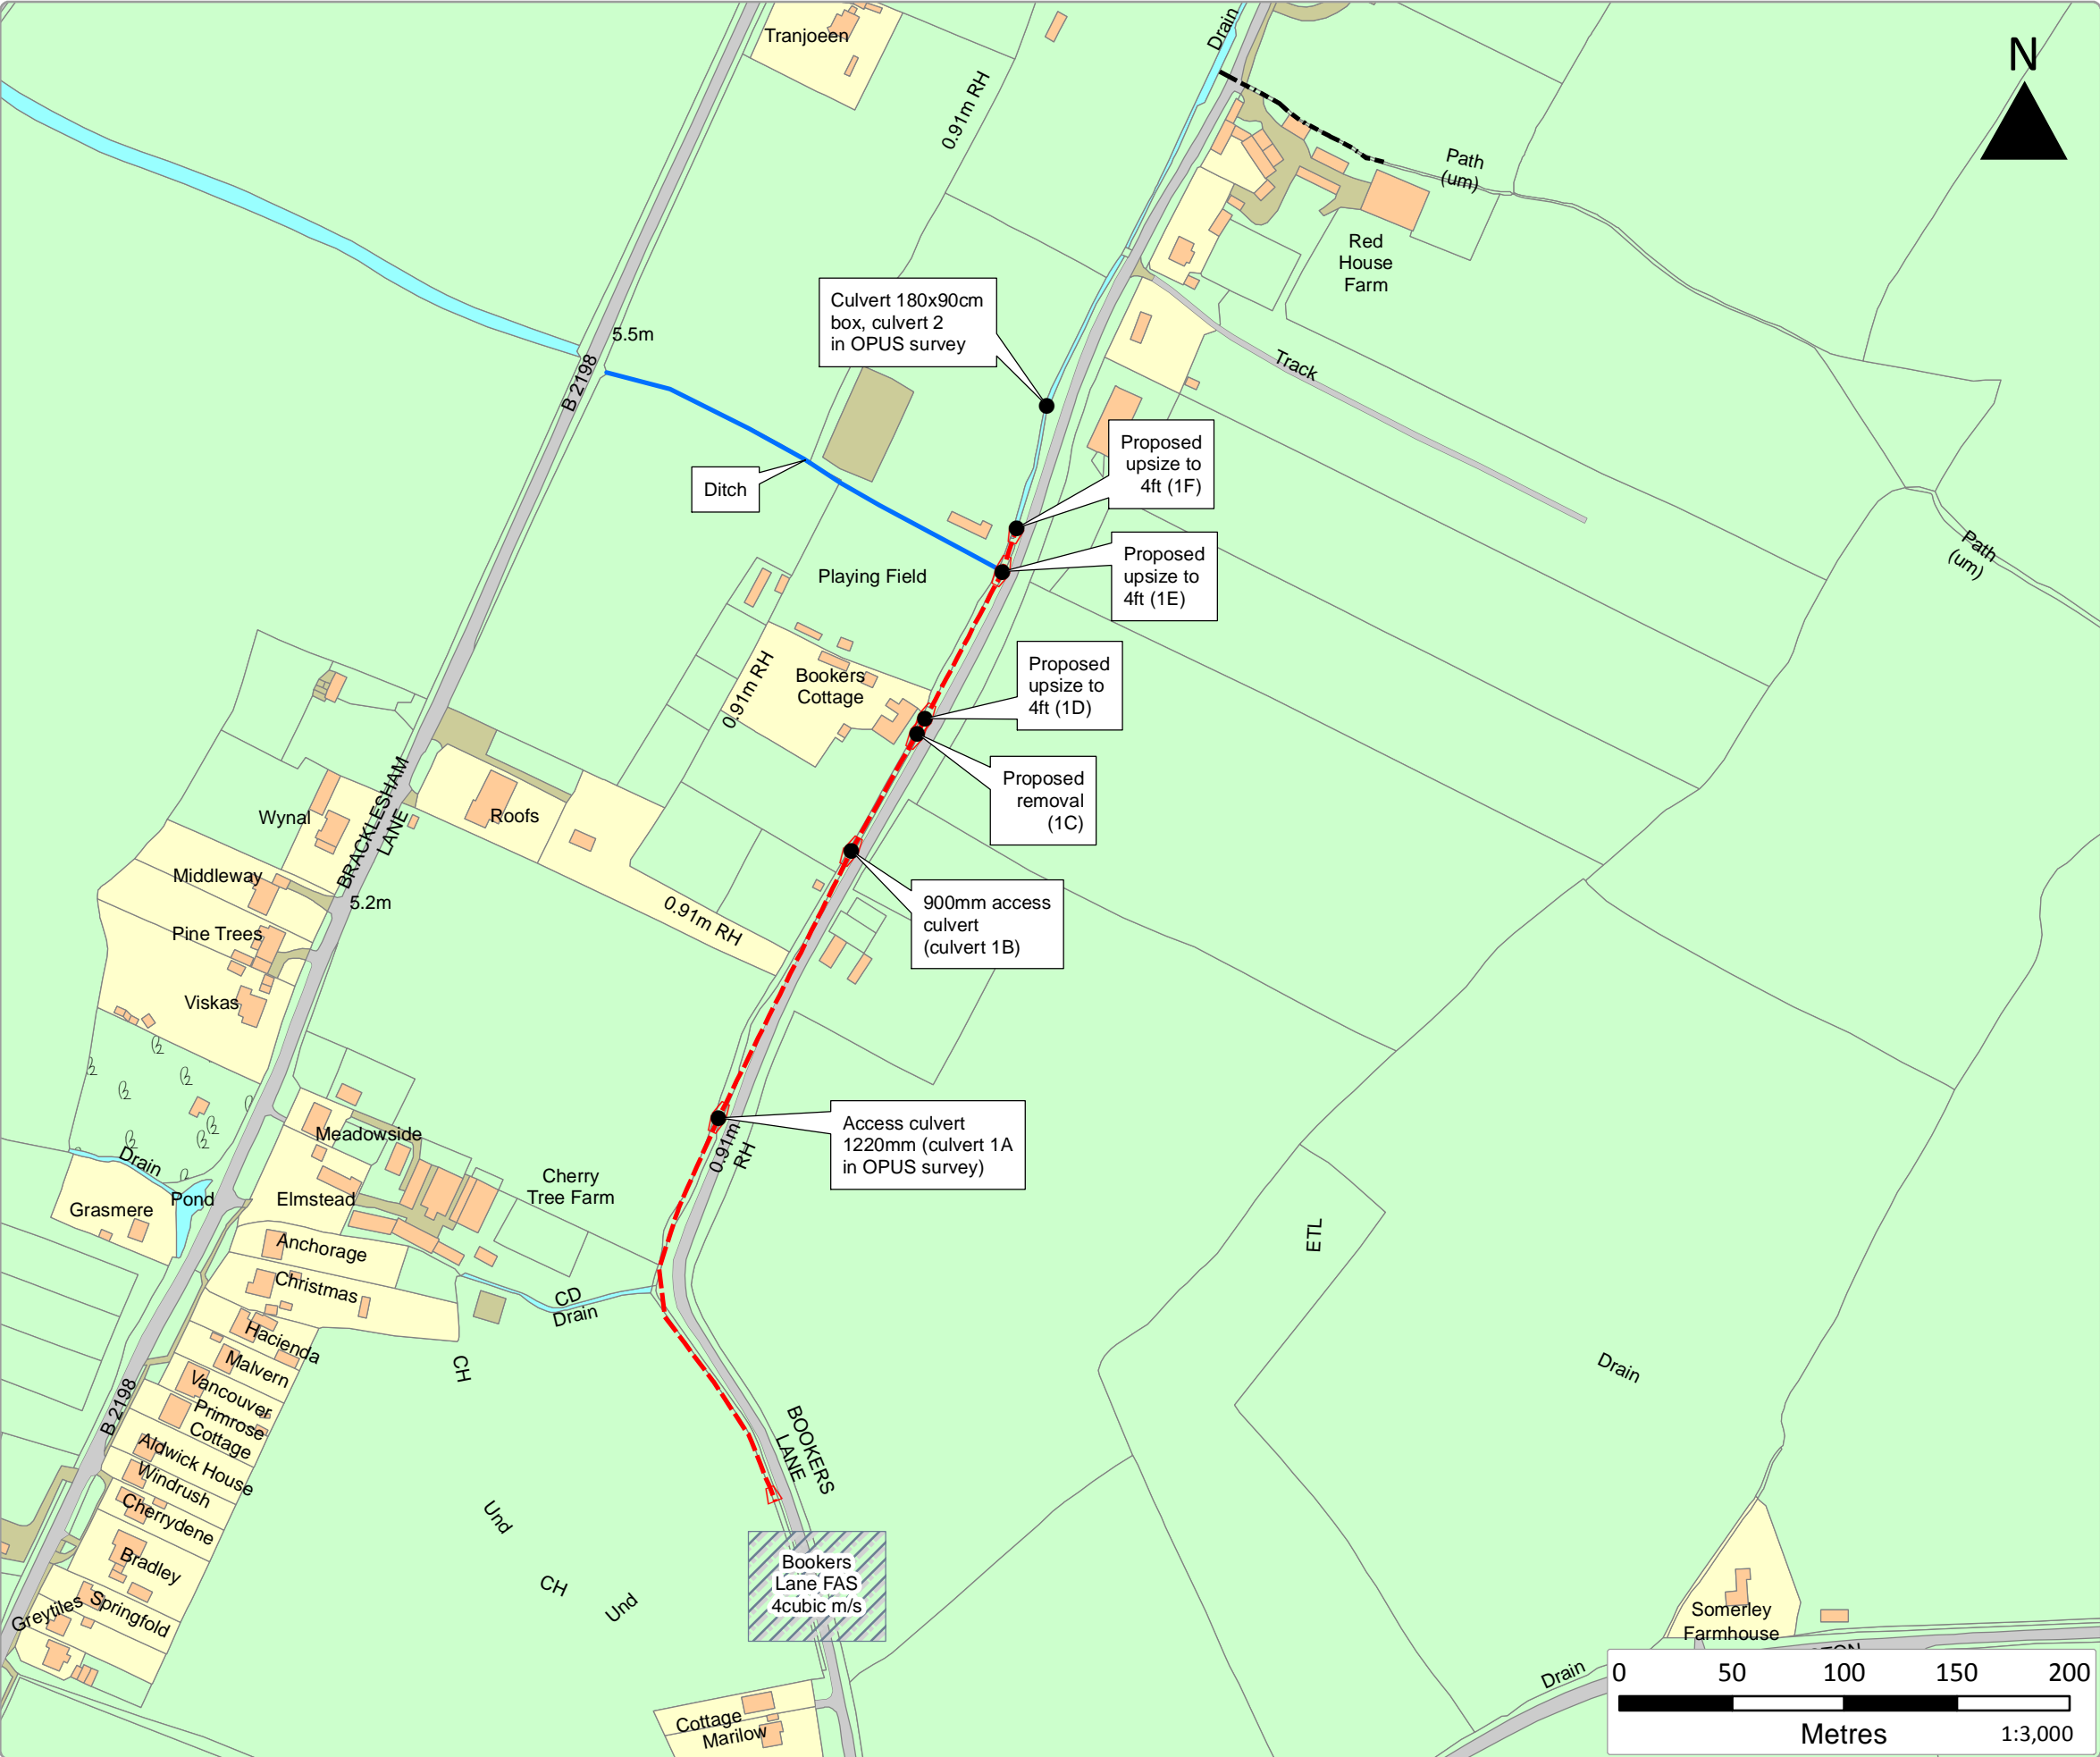 Tranjoeen
Drain
N
0.91m RH
Path
(um)
Red
House
Farm
Culvert 180x90cm
box, culvert 2
in OPUS survey
5.5m
B 2198
Track
Proposed
upsize to
4ft (1F)
Ditch
Proposed
upsize to
4ft (1E)
Path
(um)
Playing Field
Proposed
upsize to
4ft (1D)
Bookers
Cottage
0.91m RH
Proposed
removal
(1C)
Wynal
BRACKLESHAM
LANE
Roofs
Middleway
5.2m
900mm access
culvert
(culvert 1B)
0.91m RH
Pine Trees
Viskas
Access culvert
1220mm (culvert 1A
in OPUS survey)
0.91m
RH
Meadowside
Drain
Cherry
Tree Farm
Pond
Elmstead
Grasmere
ETL
Anchorage
Christmas
CD
Drain
Hacienda
Malvern
CH
Drain
Vancouver
B 2198
Primrose
Cottage
BOOKERS
LANE
Aldwick House
Windrush
Cherrydene
Und
Bradley
Bookers
Lane FAS
4cubic m/s
CH
Und
Springfold
Greytiles
Somerley
Farmhouse
Drain
Cottage
Marilow
0 50 100 150 200
Metres 1:3,000